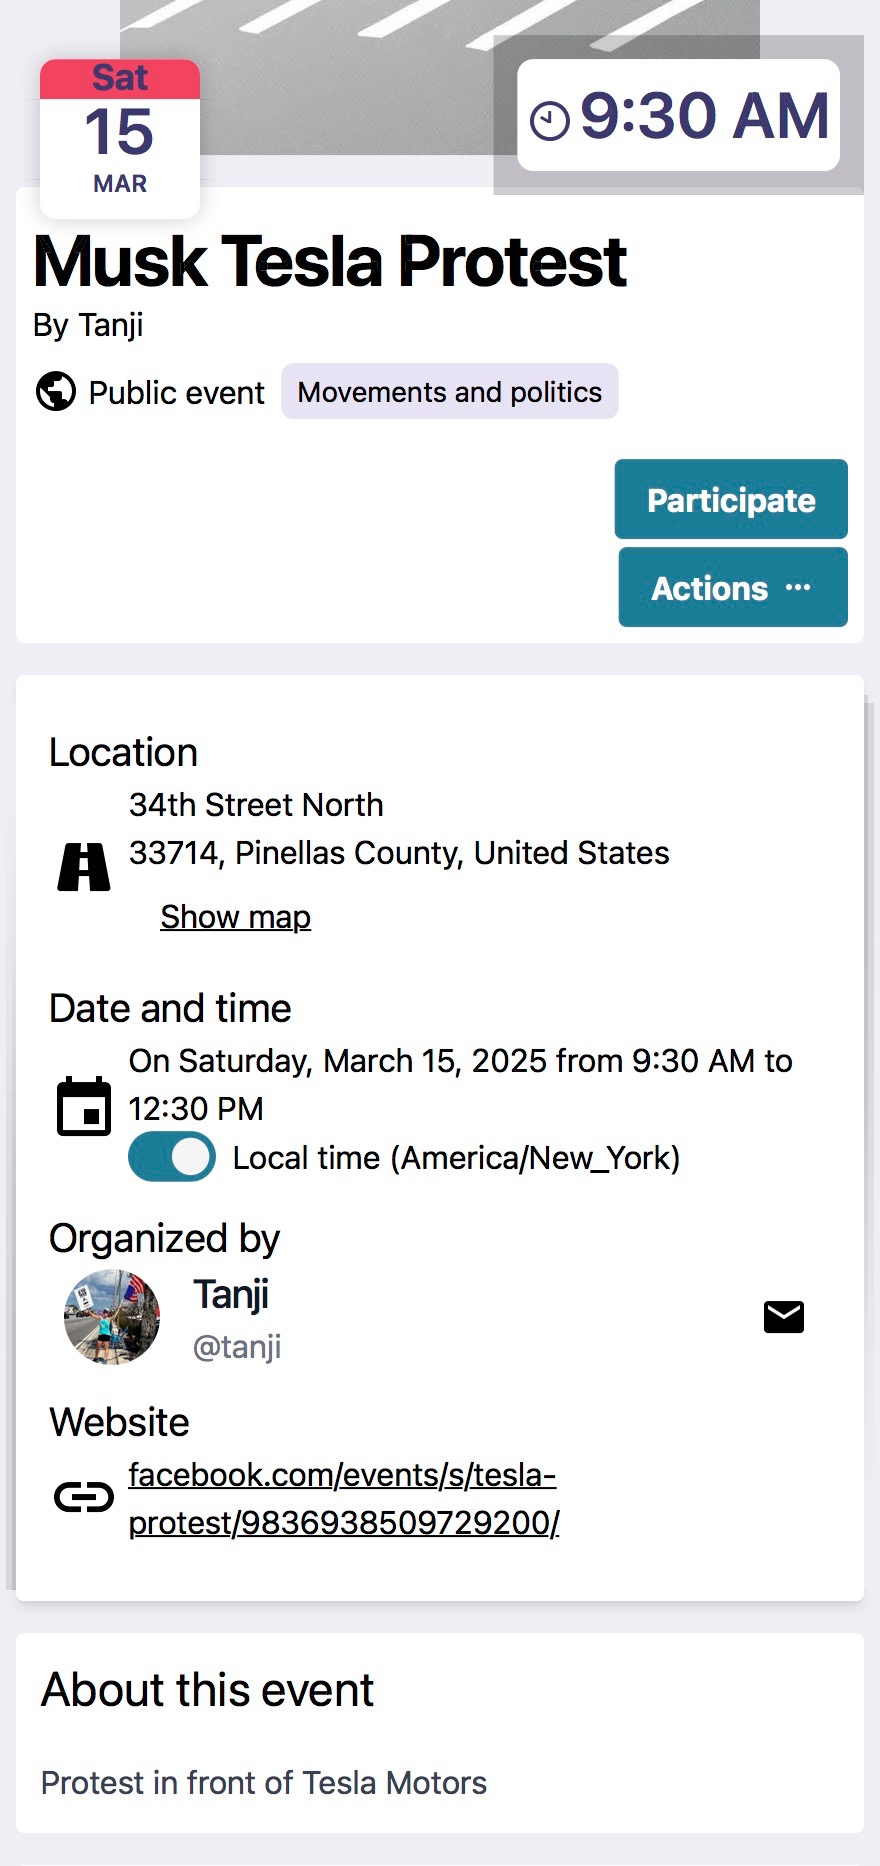 Sat
15
MAR
9:30 AM
Musk Tesla Protest
By Tanji
Public event
Movements and politics
Participate
Actions ···
Location
34th Street North
33714, Pinellas County, United States
Show map
Date and time
On Saturday, March 15, 2025 from 9:30 AM to
12:30 PM
Local time (America/New_York)
Organized by
Tanji
@tanji
Website
facebook.com/events/s/tesla-
protest/9836938509729200/
About this event
Protest in front of Tesla Motors